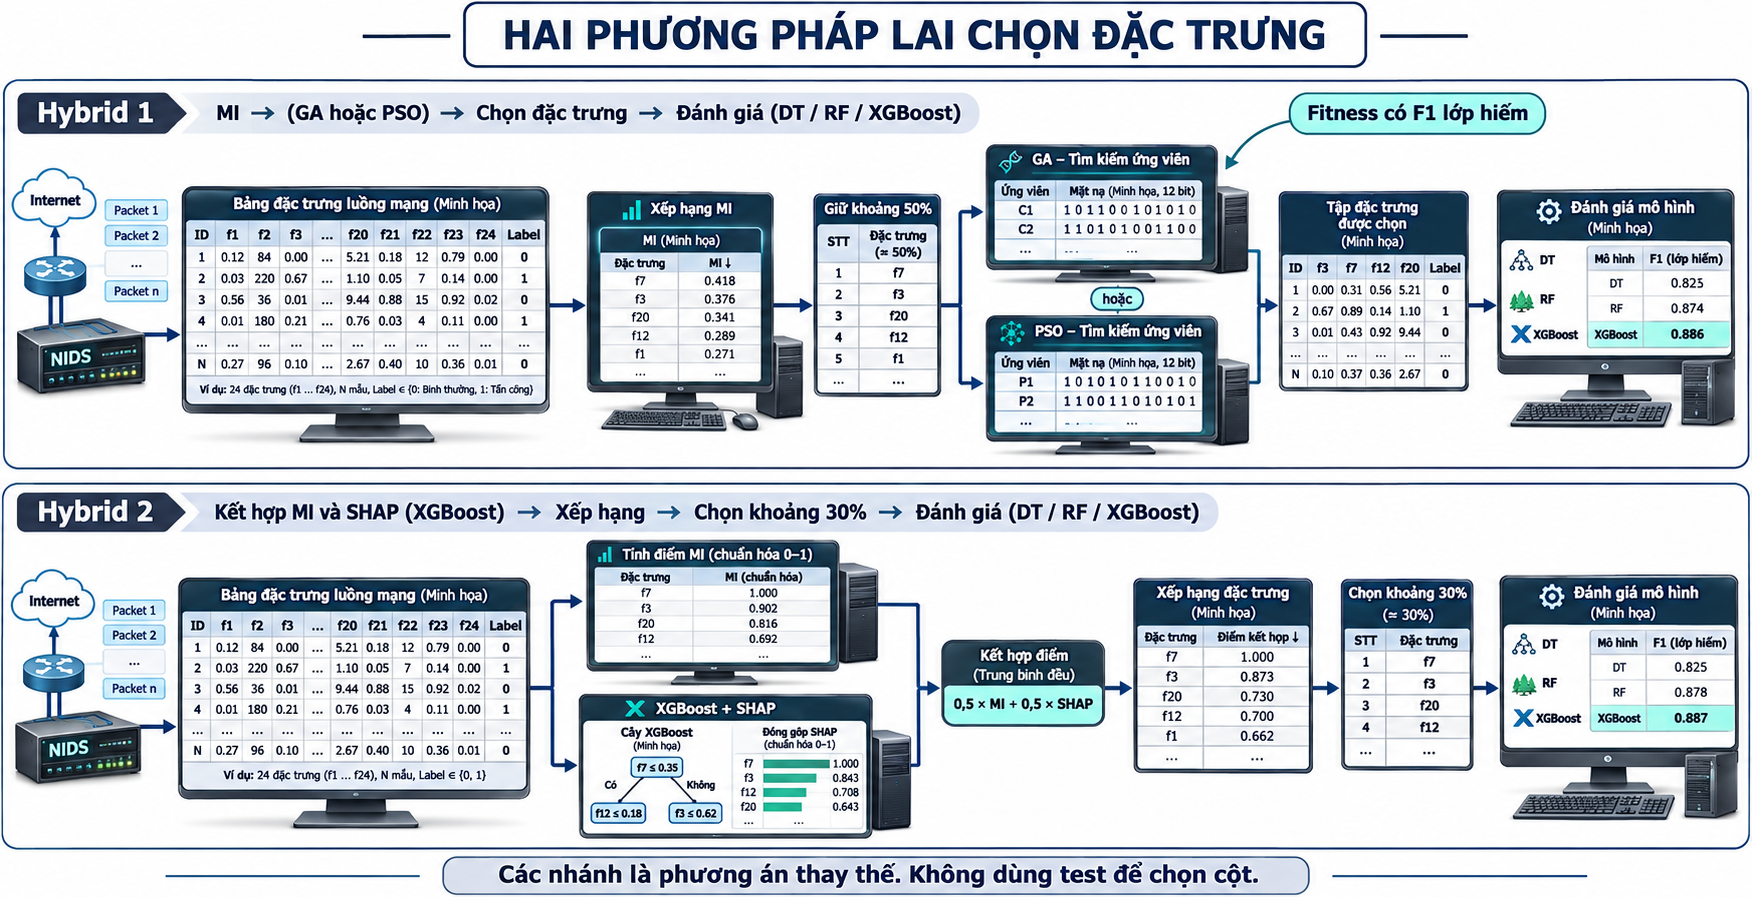 HAI PHƯƠNG PHÁP LAI CHỌN ĐẶC TRƯNG
Hybrid 1
MI → (GA hoặc PSO) → Chọn đặc trưng → Đánh giá (DT / RF / XGBoost)
Fitness có F1 lớp hiếm
Internet
Packet 1
Packet 2
...
Packet n
NIDS
Bảng đặc trưng luồng mạng (Minh họa)
ID f1 f2 f3 ... f20 f21 f22 f23 f24 Label
1 0.12 84 0.00 ... 5.21 0.18 12 0.79 0.00 0
2 0.03 220 0.67 ... 1.10 0.05 7 0.14 0.00 1
3 0.56 36 0.01 ... 9.44 0.88 15 0.92 0.02 0
4 0.01 180 0.21 ... 0.76 0.03 4 0.11 0.00 1
... ... ... ... ... ... ... ... ... ... ...
N 0.27 96 0.10 ... 2.67 0.40 10 0.36 0.01 0
Ví dụ: 24 đặc trưng (f1 ... f24), N mẫu, Label ∈ {0: Bình thường, 1: Tấn công}
Xếp hạng MI
MI (Minh họa)
Đặc trưng MI ↓
f7 0.418
f3 0.376
f20 0.341
f12 0.289
f1 0.271
... ...
Giữ khoảng 50%
STT Đặc trưng
(≈ 50%)
1 f7
2 f3
3 f20
4 f12
5 f1
... ...
GA – Tìm kiếm ứng viên
Ứng viên Mặt nạ (Minh họa, 12 bit)
C1 1 0 1 1 0 0 1 0 1 0 1 0
C2 1 1 0 1 0 1 0 0 1 1 0 0
... ...
hoặc
PSO – Tìm kiếm ứng viên
Ứng viên Mặt nạ (Minh họa, 12 bit)
P1 1 0 1 0 1 0 1 1 0 0 1 0
P2 1 1 0 0 1 1 0 1 0 1 0 1
... ...
Tập đặc trưng
được chọn
(Minh họa)
ID f3 f7 f12 f20 Label
1 0.00 0.31 0.56 5.21 0
2 0.67 0.89 0.14 1.10 1
3 0.01 0.43 0.92 9.44 0
... ... ... ... ... ...
N 0.10 0.37 0.36 2.67 0
Đánh giá mô hình
(Minh họa)
DT
RF
XGBoost
Mô hình F1 (lớp hiếm)
DT 0.825
RF 0.874
XGBoost 0.886
Hybrid 2
Kết hợp MI và SHAP (XGBoost) → Xếp hạng → Chọn khoảng 30% → Đánh giá (DT / RF / XGBoost)
Internet
Packet 1
Packet 2
...
Packet n
NIDS
Bảng đặc trưng luồng mạng (Minh họa)
ID f1 f2 f3 ... f20 f21 f22 f23 f24 Label
1 0.12 84 0.00 ... 5.21 0.18 12 0.79 0.00 0
2 0.03 220 0.67 ... 1.10 0.05 7 0.14 0.00 1
3 0.56 36 0.01 ... 9.44 0.88 15 0.92 0.02 0
4 0.01 180 0.21 ... 0.76 0.03 4 0.11 0.00 1
... ... ... ... ... ... ... ... ... ... ...
N 0.27 96 0.10 ... 2.67 0.40 10 0.36 0.01 0
Ví dụ: 24 đặc trưng (f1 ... f24), N mẫu, Label ∈ {0, 1}
Tính điểm MI (chuẩn hóa 0–1)
Đặc trưng MI (chuẩn hóa)
f7 1.000
f3 0.902
f20 0.816
f12 0.692
... ...
XGBoost + SHAP
Cây XGBoost
(Minh họa)
f7 ≤ 0.35
Có Không
f12 ≤ 0.18 f3 ≤ 0.62
Đóng góp SHAP
(chuẩn hóa 0–1)
f7 1.000
f3 0.843
f12 0.708
f20 0.643
... ...
Kết hợp điểm
(Trung bình đều)
0,5 × MI + 0,5 × SHAP
Xếp hạng đặc trưng
(Minh họa)
Đặc trưng Điểm kết hợp ↓
f7 1.000
f3 0.873
f20 0.730
f12 0.700
f1 0.662
... ...
Chọn khoảng 30%
(≈ 30%)
STT Đặc trưng
1 f7
2 f3
3 f20
4 f12
... ...
Đánh giá mô hình
(Minh họa)
DT
RF
XGBoost
Mô hình F1 (lớp hiếm)
DT 0.825
RF 0.878
XGBoost 0.887
Các nhánh là phương án thay thế. Không dùng test để chọn cột.